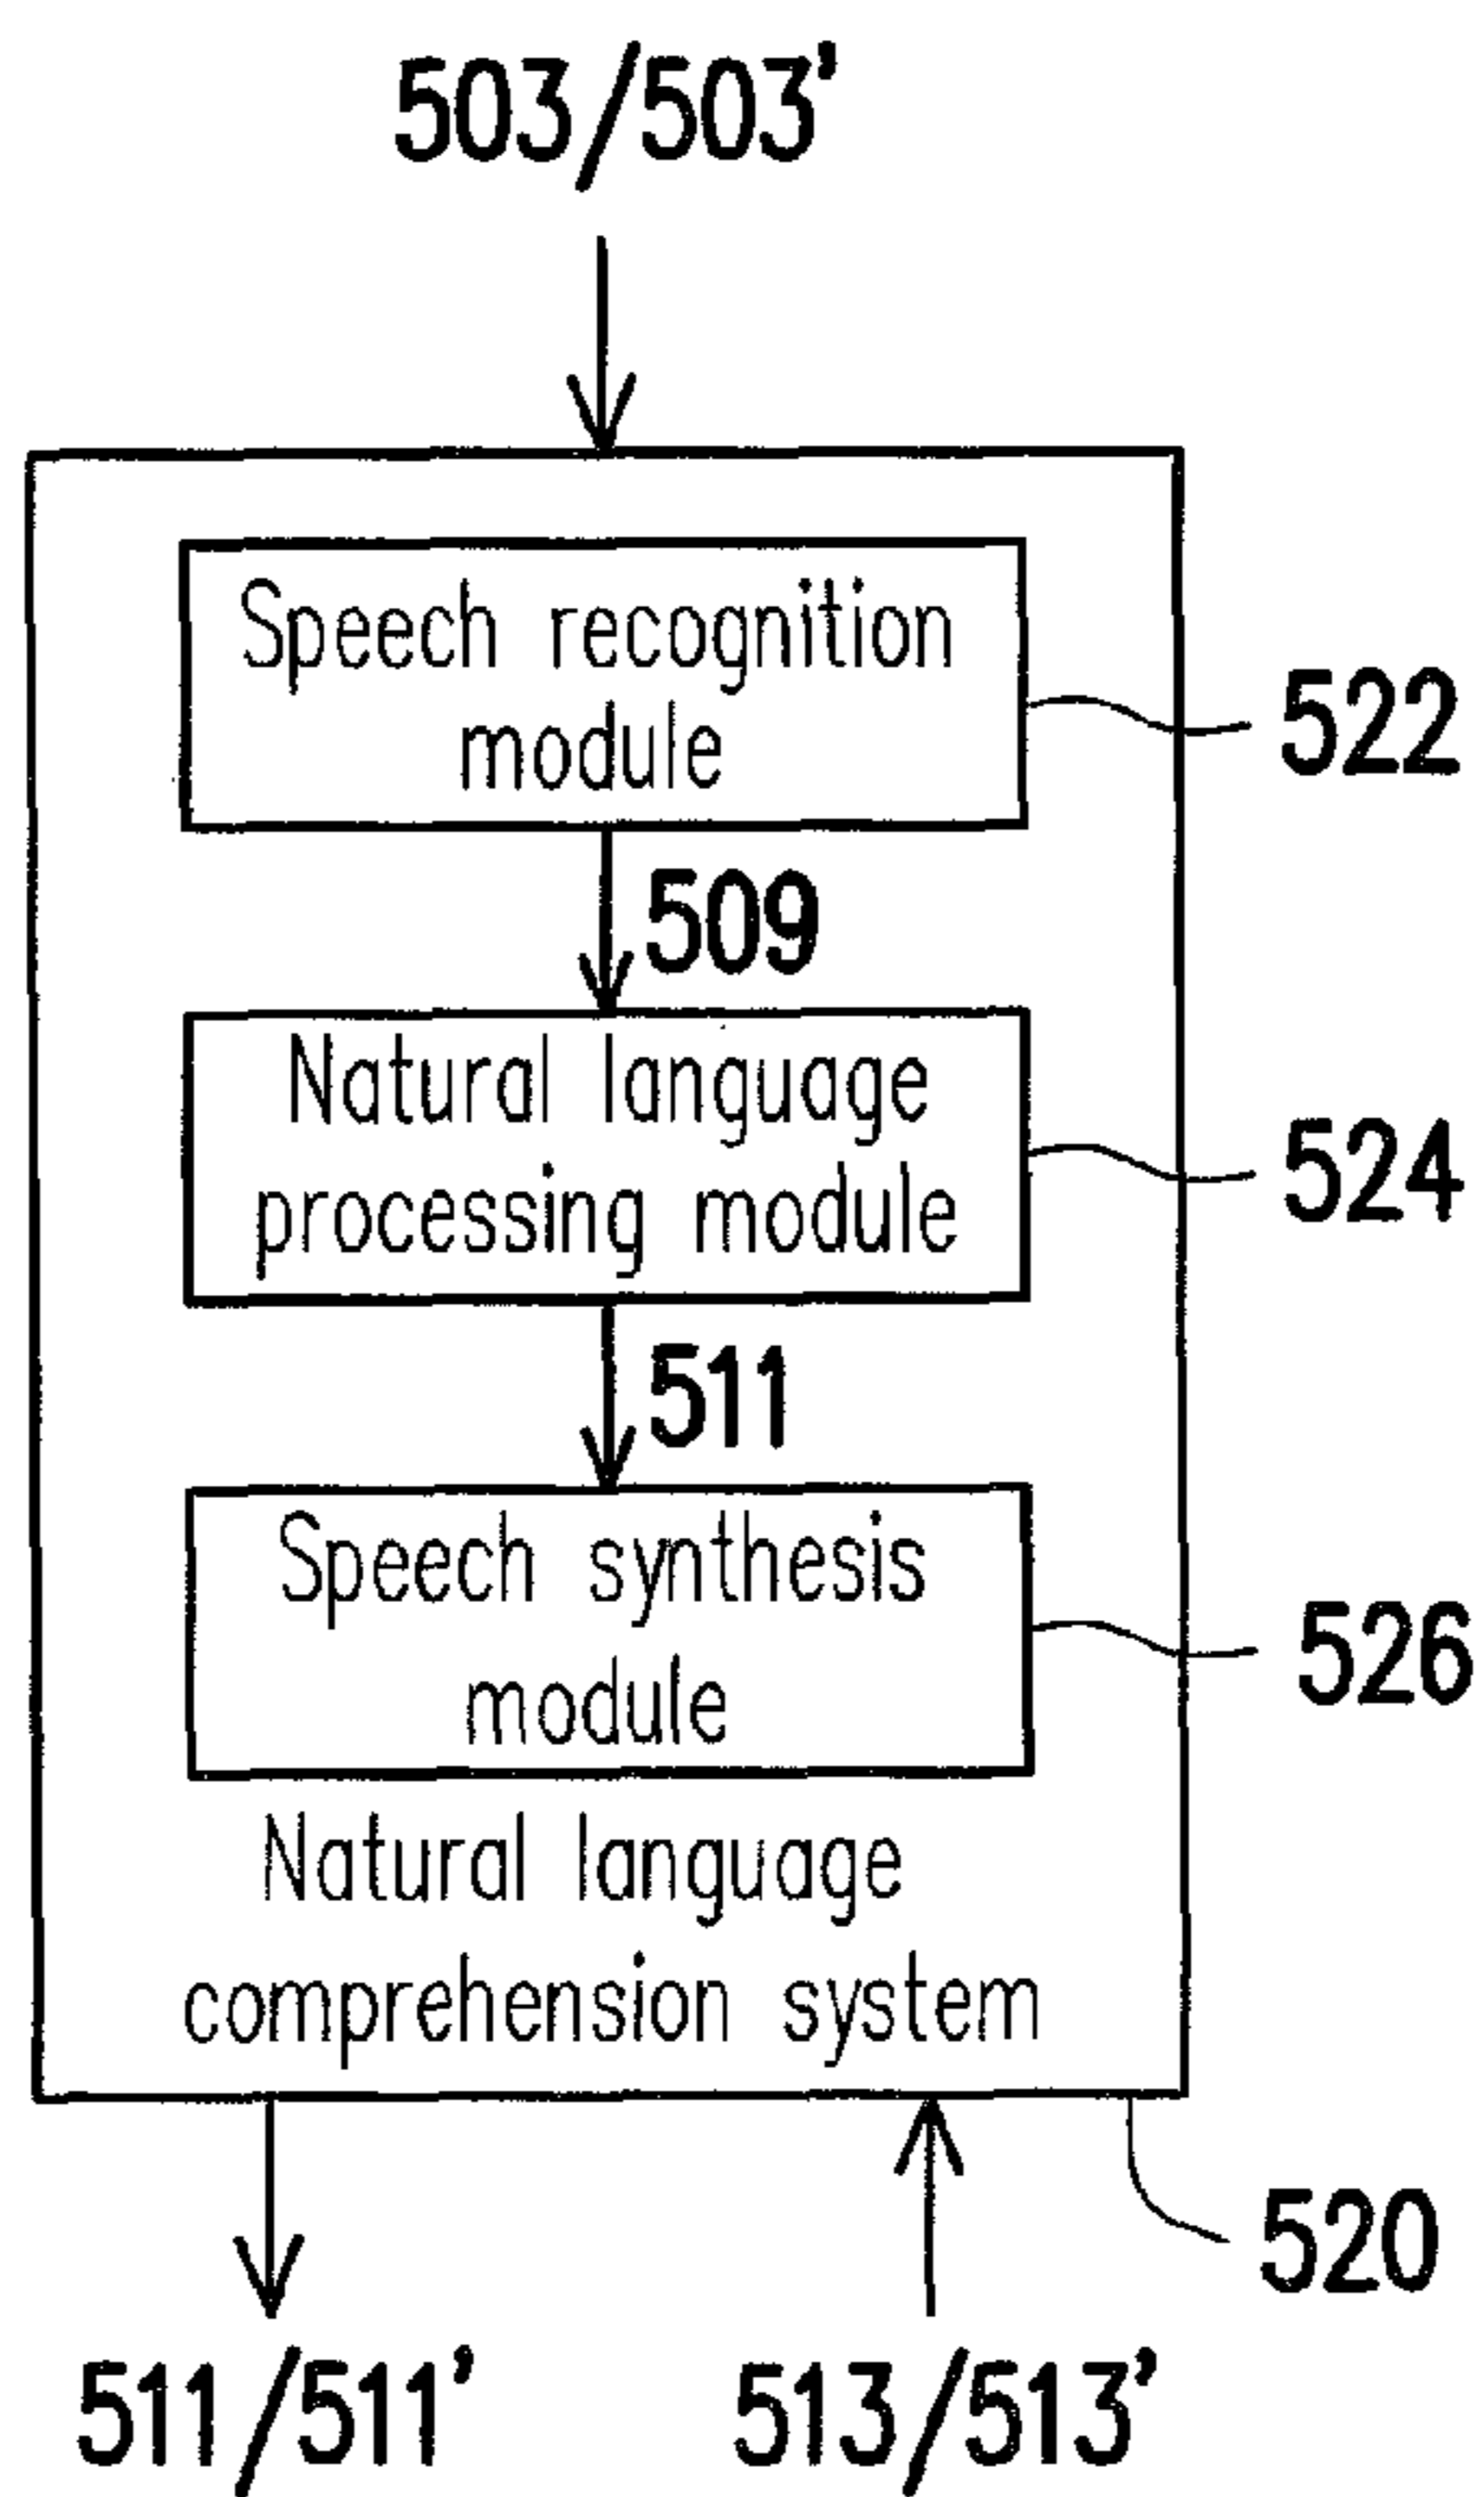 503/503'
Speech recognition
module
522
509
Natural language
processing module
524
511
Speech synthesis
module
526
Natural language
comprehension system
520
511/511'
513/513'